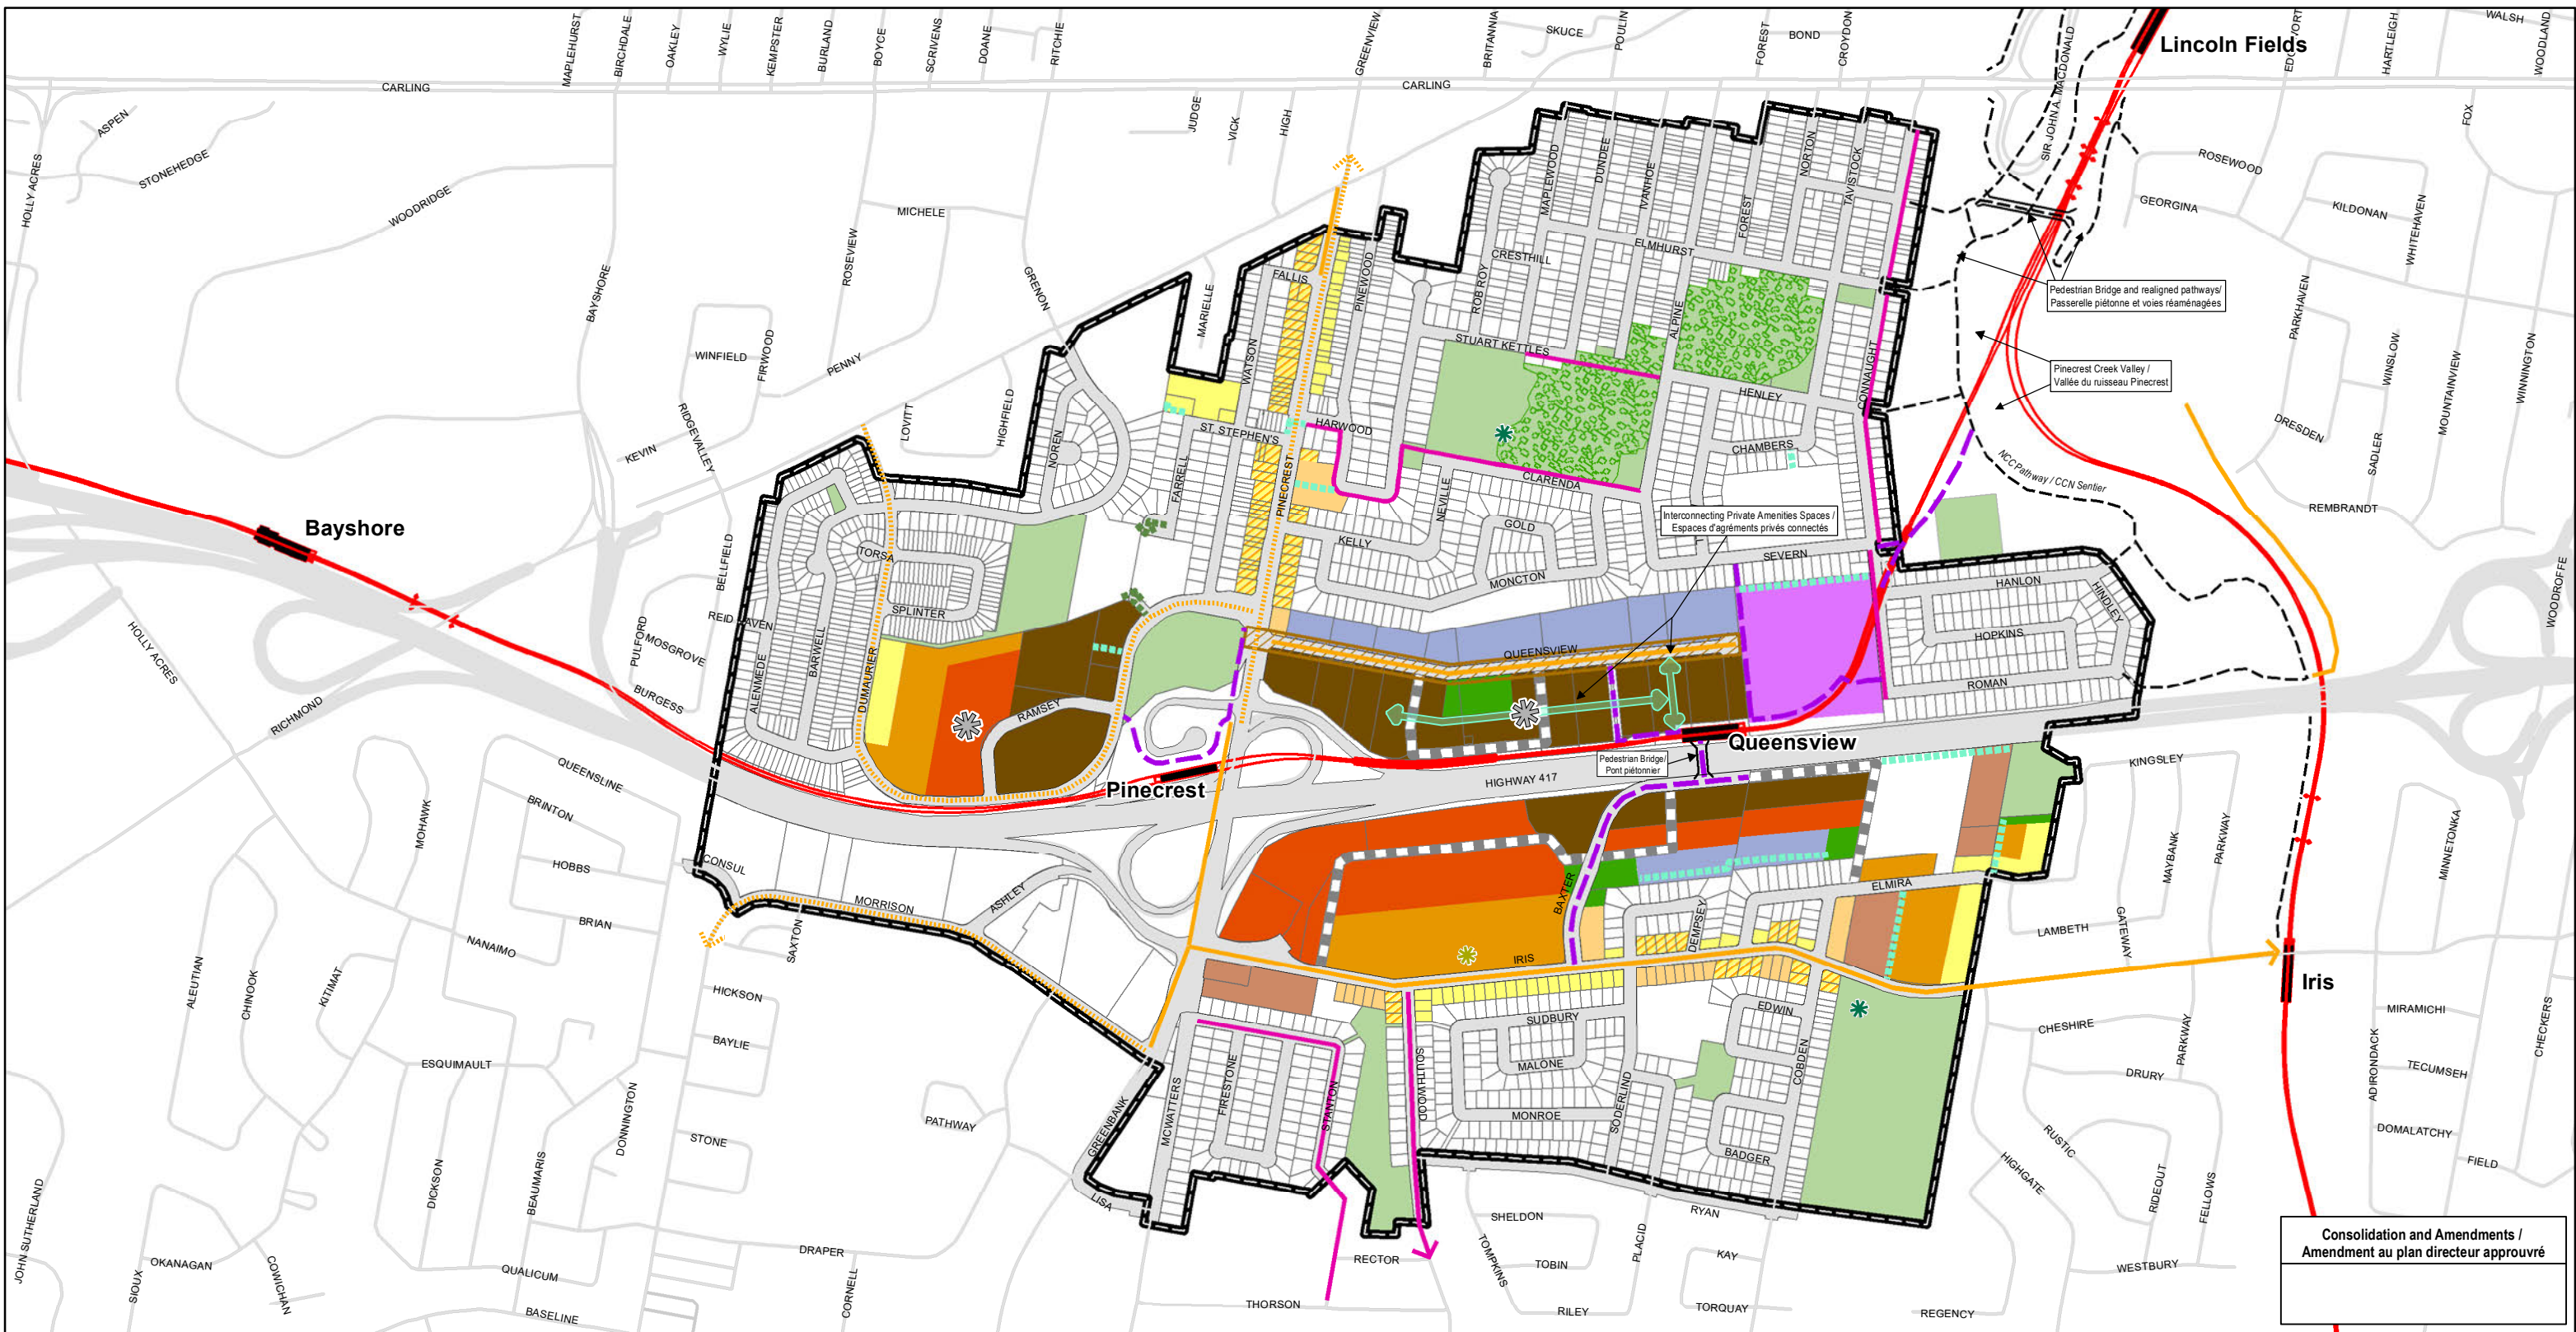 MAPLEHURST
BIRCHDALE
OAKLEY
WYLIE
KEMPSTER
BURLAND
BOYCE
SCRIVENS
DOANE
RITCHIE
GREENVIEW
BRITANNIA
SKUCE
POULIN
FOREST
BOND
CROYDON
SIR JOHN A. MACDONALD
Lincoln Fields
HARTLEIGH
WALSH
WOODLAND
CARLING
CARLING
ASPEN
STONEHEDGE
HOLLY ACRES
WOODRIDGE
MICHELE
ROSEVIEW
BAYSHORE
GRENON
JUDGE
VICK
HIGH
FOX
ROSEWOOD
GEORGINA
KILDONAN
WHITEHAVEN
MAPLEWOOD
DUNDEE
IVANHOE
FOREST
NORTON
TAVISTOCK
ELMHURST
CRESTHILL
ROB ROY
ALPINE
STUART KETTLES
HENLEY
CONNAUGHT
CHAMBERS
FALLIS
PINEWOOD
MARIELLE
WATSON
HARWOOD
ST. STEPHEN'S
FARRELL
PINECREST
CLARENDA
NEVILLE
GOLD
KELLY
MONCTON
SEVERN
Pedestrian Bridge and realigned pathways/
Passerelle piétonne et voies réaménagées
Pinecrest Creek Valley /
Vallée du ruisseau Pinecrest
NCC Pathway / CCN Sentier
Interconnecting Private Amenities Spaces /
Espaces d'agréments privés connectés
PARKHAVEN
WINSLOW
MOUNTAINVIEW
WINNINGTON
DRESDEN
SADLER
REMBRANDT
WOODROFFE
WINFIELD
FIRWOOD
PENNY
LOVITT
HIGHFIELD
NOREN
KEVIN
RIDGEVALLEY
Bayshore
BELLFIELD
TORSA
SPLINTER
REID HAVEN
PULFORD
MOSGROVE
ALENMEDE
BARWELL
DUMAURIER
BURGESS
HOLLY ACRES
RICHMOND
RAMSEY
QUEENSVIEW
Queensview
Pinecrest
HIGHWAY 417
Pedestrian Bridge/
Pont piétonnier
HANLON
HINDLEY
HOPKINS
ROMAN
KINGSLEY
QUEENSLINE
BRINTON
MOHAWK
HOBBS
BRIAN
CONSUL
MORRISON
ASHLEY
SAXTON
NANAIMO
ALEUTIAN
CHINOOK
KITIMAT
HICKSON
BAYLIE
ESQUIMAULT
BAXTER
DEMPSEY
ELMIRA
IRIS
LAMBETH
GATEWAY
MAYBANK
PARKWAY
MINNETONKA
Iris
EDWIN
SUDBURY
MALONE
MONROE
SODERLIND
COBDEN
BADGER
SOUTHWOOD
STANTON
FIRESTONE
MCWATTERS
GREENBANK
LISA
PATHWAY
STONE
DONNINGTON
BEAUMARIS
DICKSON
CHESHIRE
PARKWAY
DRURY
MIRAMICHI
TECUMSEH
ADIRONDACK
CHECKERS
DOMALATCHY
FIELD
RUSTIC
HIGHGATE
RIDEOUT
FELLOWS
WESTBURY
REGENCY
JOHN SUTHERLAND
SIOUX
OKANAGAN
COWICHAN
QUALICUM
BASELINE
DRAPER
CORNELL
THORSON
RECTOR
TOMPKINS
SHELDON
TOBIN
RILEY
PLACID
RYAN
KAY
TORQUAY
Consolidation and Amendments /
Amendment au plan directeur approuvré